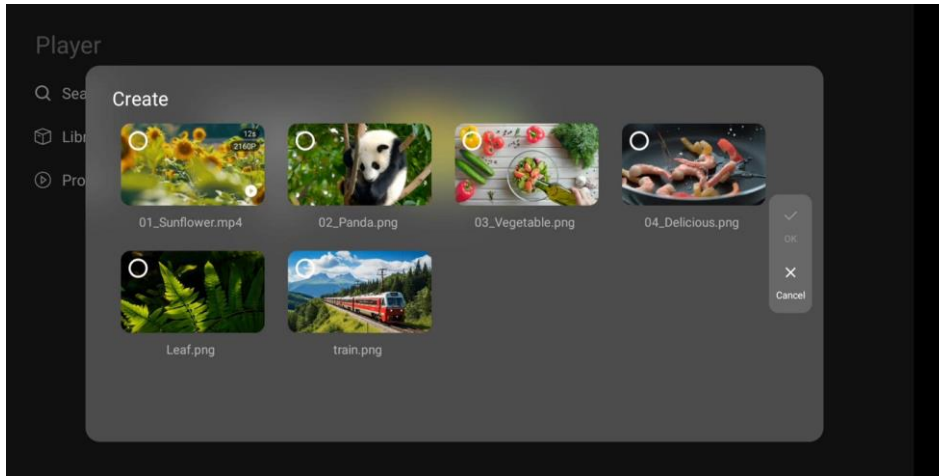 Player
Sea
Create
Libr
12s
2160P
Pro
01_Sunflower.mp4
02_Panda.png
03_Vegetable.png
04_Delicious.png
OK
Cancel
Leaf.png
train.png